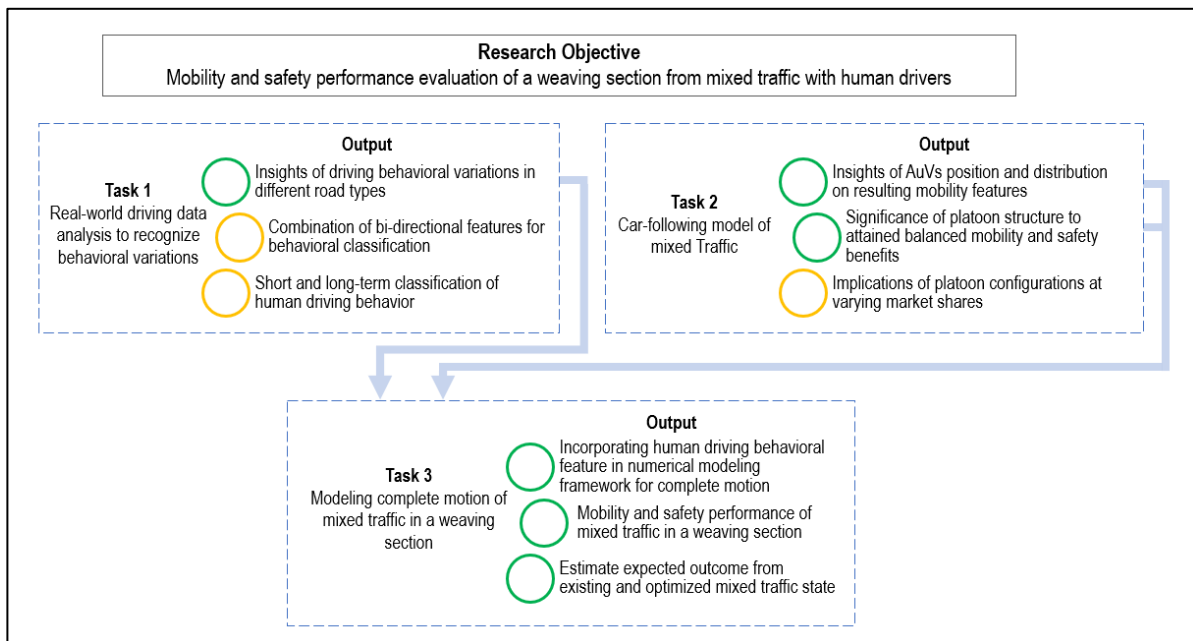 Research Objective
Mobility and safety performance evaluation of a weaving section from mixed traffic with human drivers
Task 1
Real-world driving data
analysis to recognize
behavioral variations
Output
Insights of driving behavioral variations in
different road types
Combination of bi-directional features for
behavioral classification
Short and long-term classification of
human driving behavior
Task 2
Car-following model of
mixed Traffic
Output
Insights of AuVs position and distribution
on resulting mobility features
Significance of platoon structure to
attained balanced mobility and safety
benefits
Implications of platoon configurations at
varying market shares
Task 3
Modeling complete motion of
mixed traffic in a weaving
section
Output
Incorporating human driving behavioral
feature in numerical modeling
framework for complete motion
Mobility and safety performance of
mixed traffic in a weaving section
Estimate expected outcome from
existing and optimized mixed traffic state